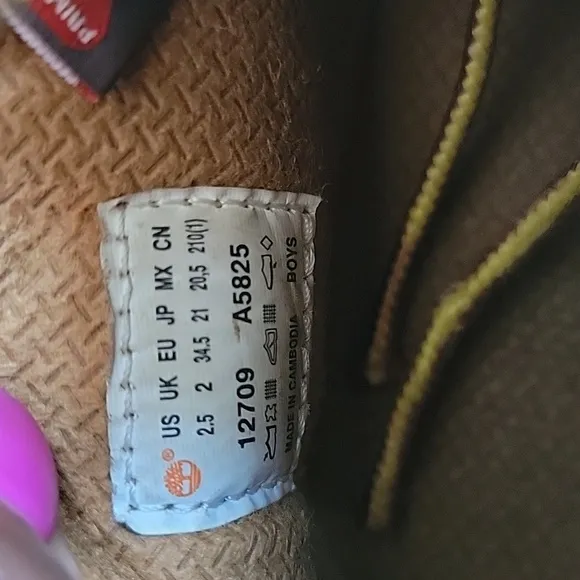 PRIM
® US UK EU JP MX CN
2.5 2 34.5 21 20.5 210(1)
12709 A5825
MADE IN CAMBODIA BOYS